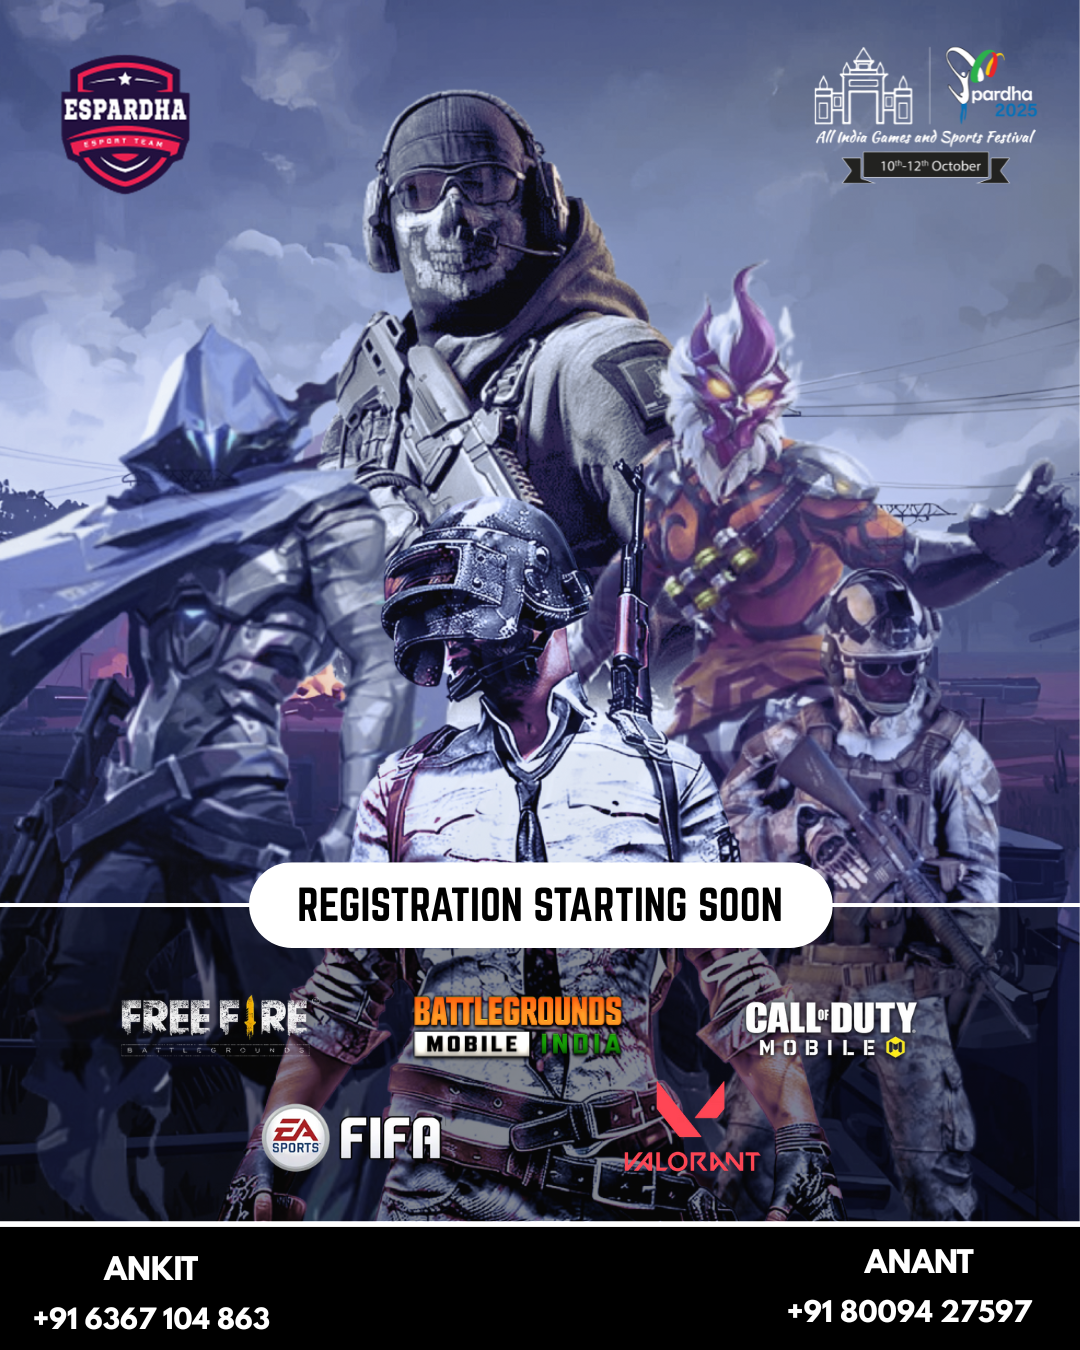 ESPARDHA
ESPORT TEAM
Spardha
2025
All India Games and Sports Festival
10th-12th October
REGISTRATION STARTING SOON
FREE FIRE
BATTLEGROUNDS
BATTLEGROUNDS
MOBILE INDIA
CALL OF DUTY
MOBILE
EA
SPORTS
FIFA
VALORANT
ANKIT
+91 6367 104 863
ANANT
+91 80094 27597